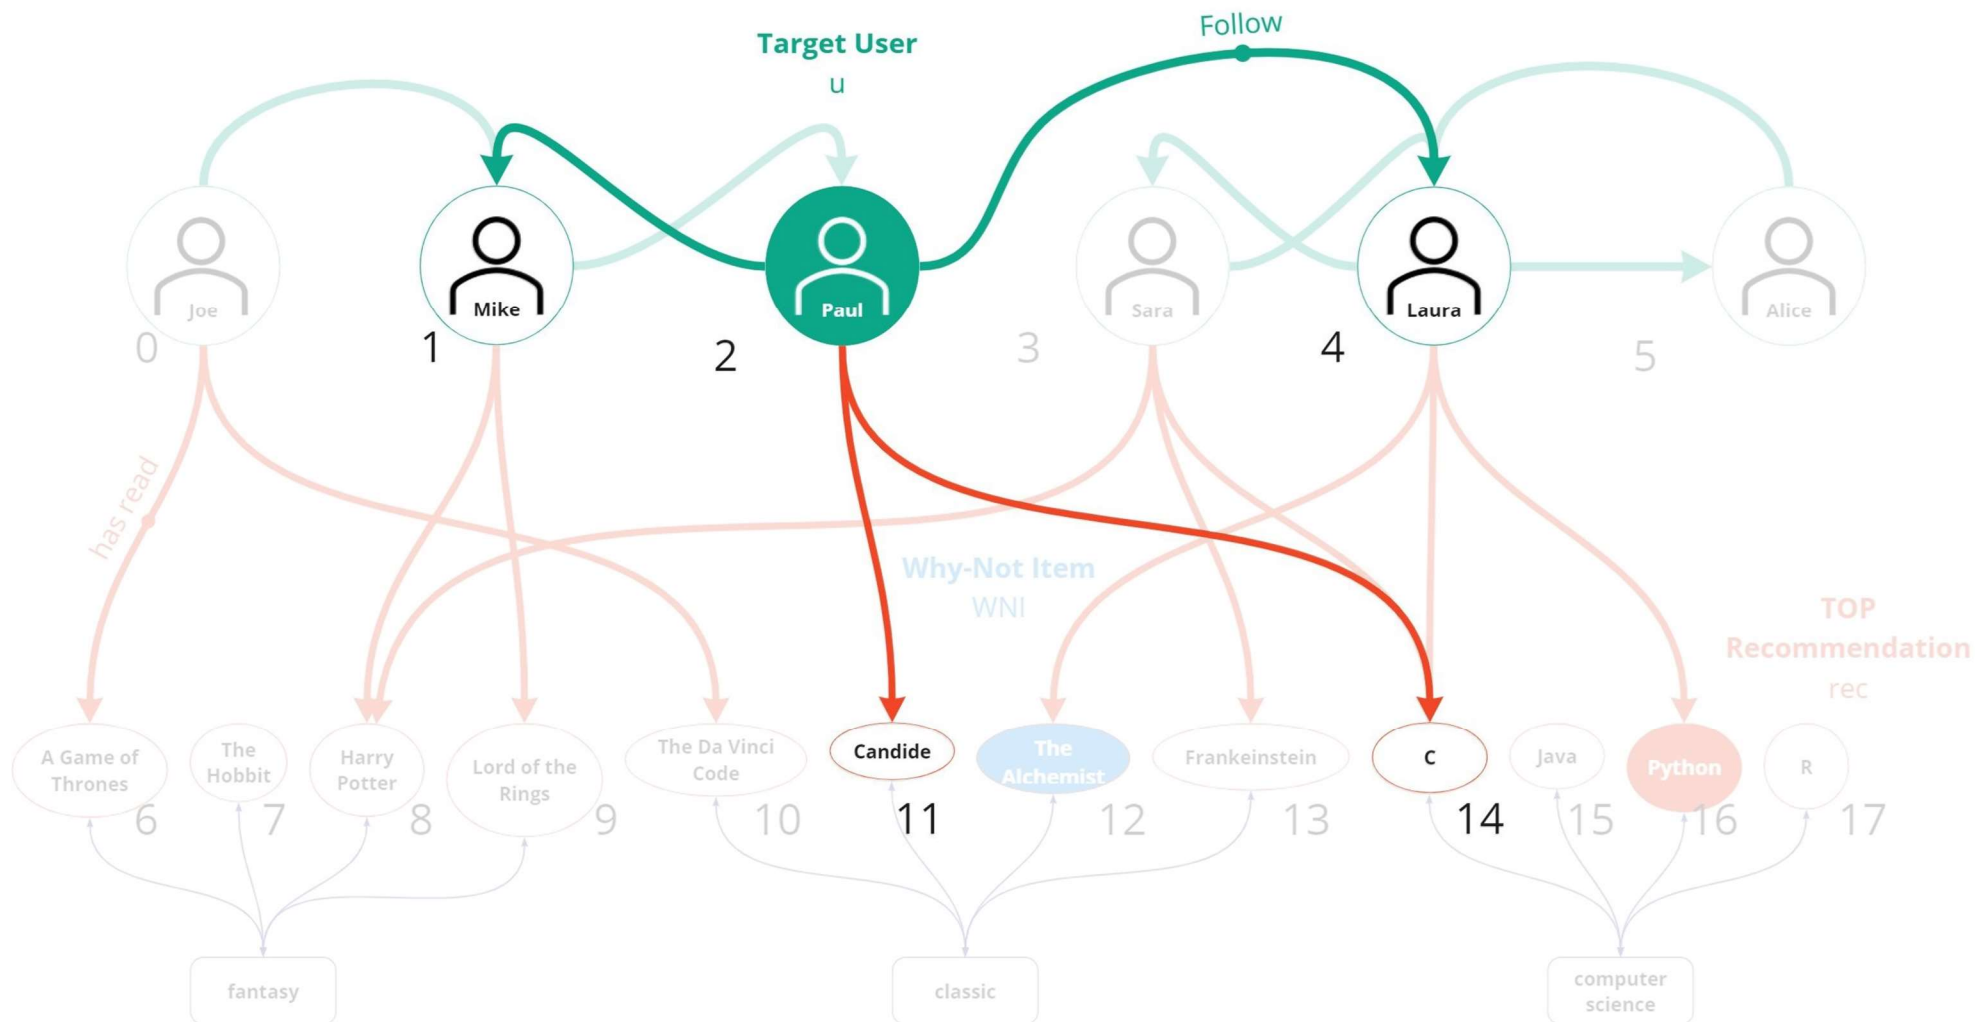 Follow
Target User
u
Joe
Mike
Paul
Sara
Laura
Alice
0
1
2
3
4
5
has read
Why-Not Item
WNI
TOP
Recommendation
rec
A Game of
Thrones
The
Hobbit
Harry
Potter
Lord of the
Rings
The Da Vinci
Code
Candide
The
Alchemist
Frankeinstein
C
Java
Python
R
6
7
8
9
10
11
12
13
14
15
16
17
fantasy
classic
computer
science